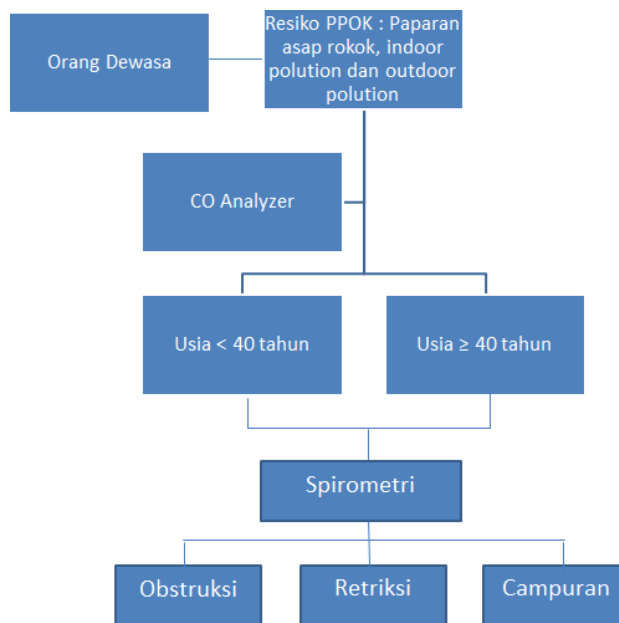 Resiko PPOK : Paparan
asap rokok, indoor
polution dan outdoor
polution
Orang Dewasa
CO Analyzer
Usia < 40 tahun
Usia ≥ 40 tahun
Spirometri
Obstruksi
Retriksi
Campuran